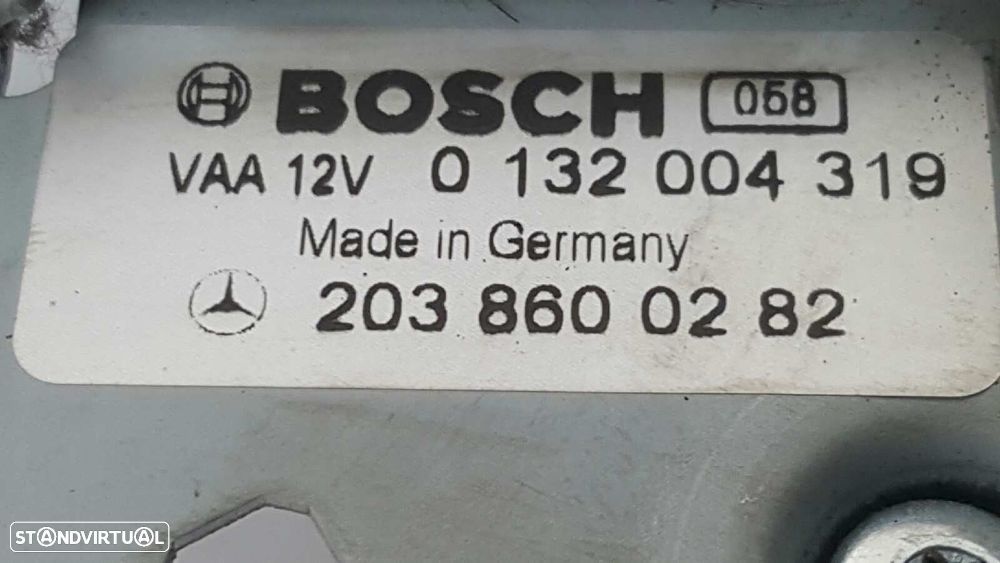 BOSCH 058
VAA 12V 0 132 004 319
Made in Germany
203 860 02 82
STANDVIRTUAL